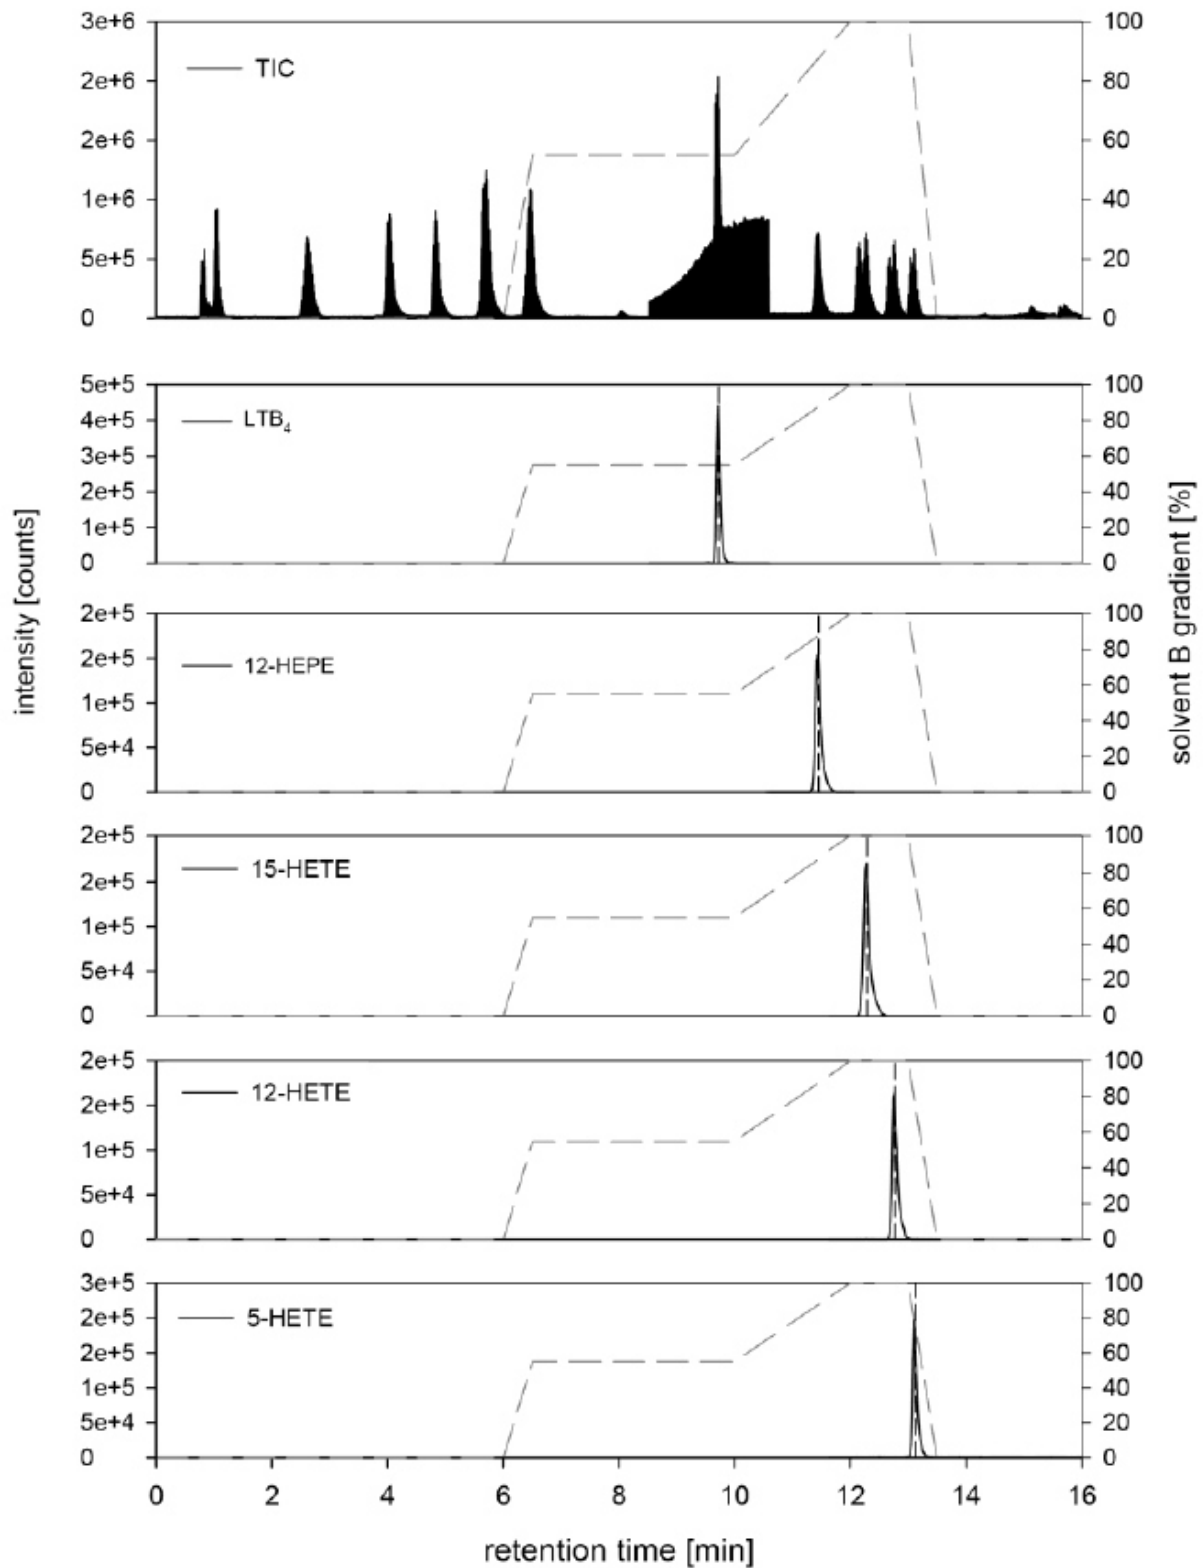 3e+6
2e+6
2e+6
1e+6
5e+5
0
TIC
100
80
60
40
20
0
5e+5
4e+5
3e+5
2e+5
1e+5
0
LTB₄
100
80
60
40
20
0
intensity [counts]
solvent B gradient [%]
2e+5
2e+5
1e+5
5e+4
0
12-HEPE
100
80
60
40
20
0
2e+5
2e+5
1e+5
5e+4
0
15-HETE
100
80
60
40
20
0
2e+5
2e+5
1e+5
5e+4
0
12-HETE
100
80
60
40
20
0
3e+5
2e+5
2e+5
1e+5
5e+4
0
5-HETE
100
80
60
40
20
0
0 2 4 6 8 10 12 14 16
retention time [min]